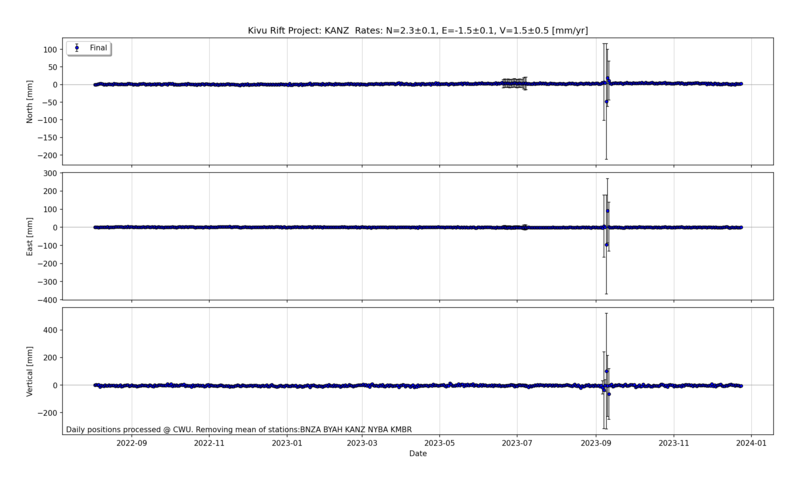 Kivu Rift Project: KANZ  Rates: N=2.3±0.1, E=-1.5±0.1, V=1.5±0.5 [mm/yr]
Final
North [mm]
100
50
0
−50
−100
−150
−200
East [mm]
300
200
100
0
−100
−200
−300
−400
Vertical [mm]
400
200
0
−200
Daily positions processed @ CWU. Removing mean of stations:BNZA BYAH KANZ NYBA KMBR
2022-09 2022-11 2023-01 2023-03 2023-05 2023-07 2023-09 2023-11 2024-01
Date